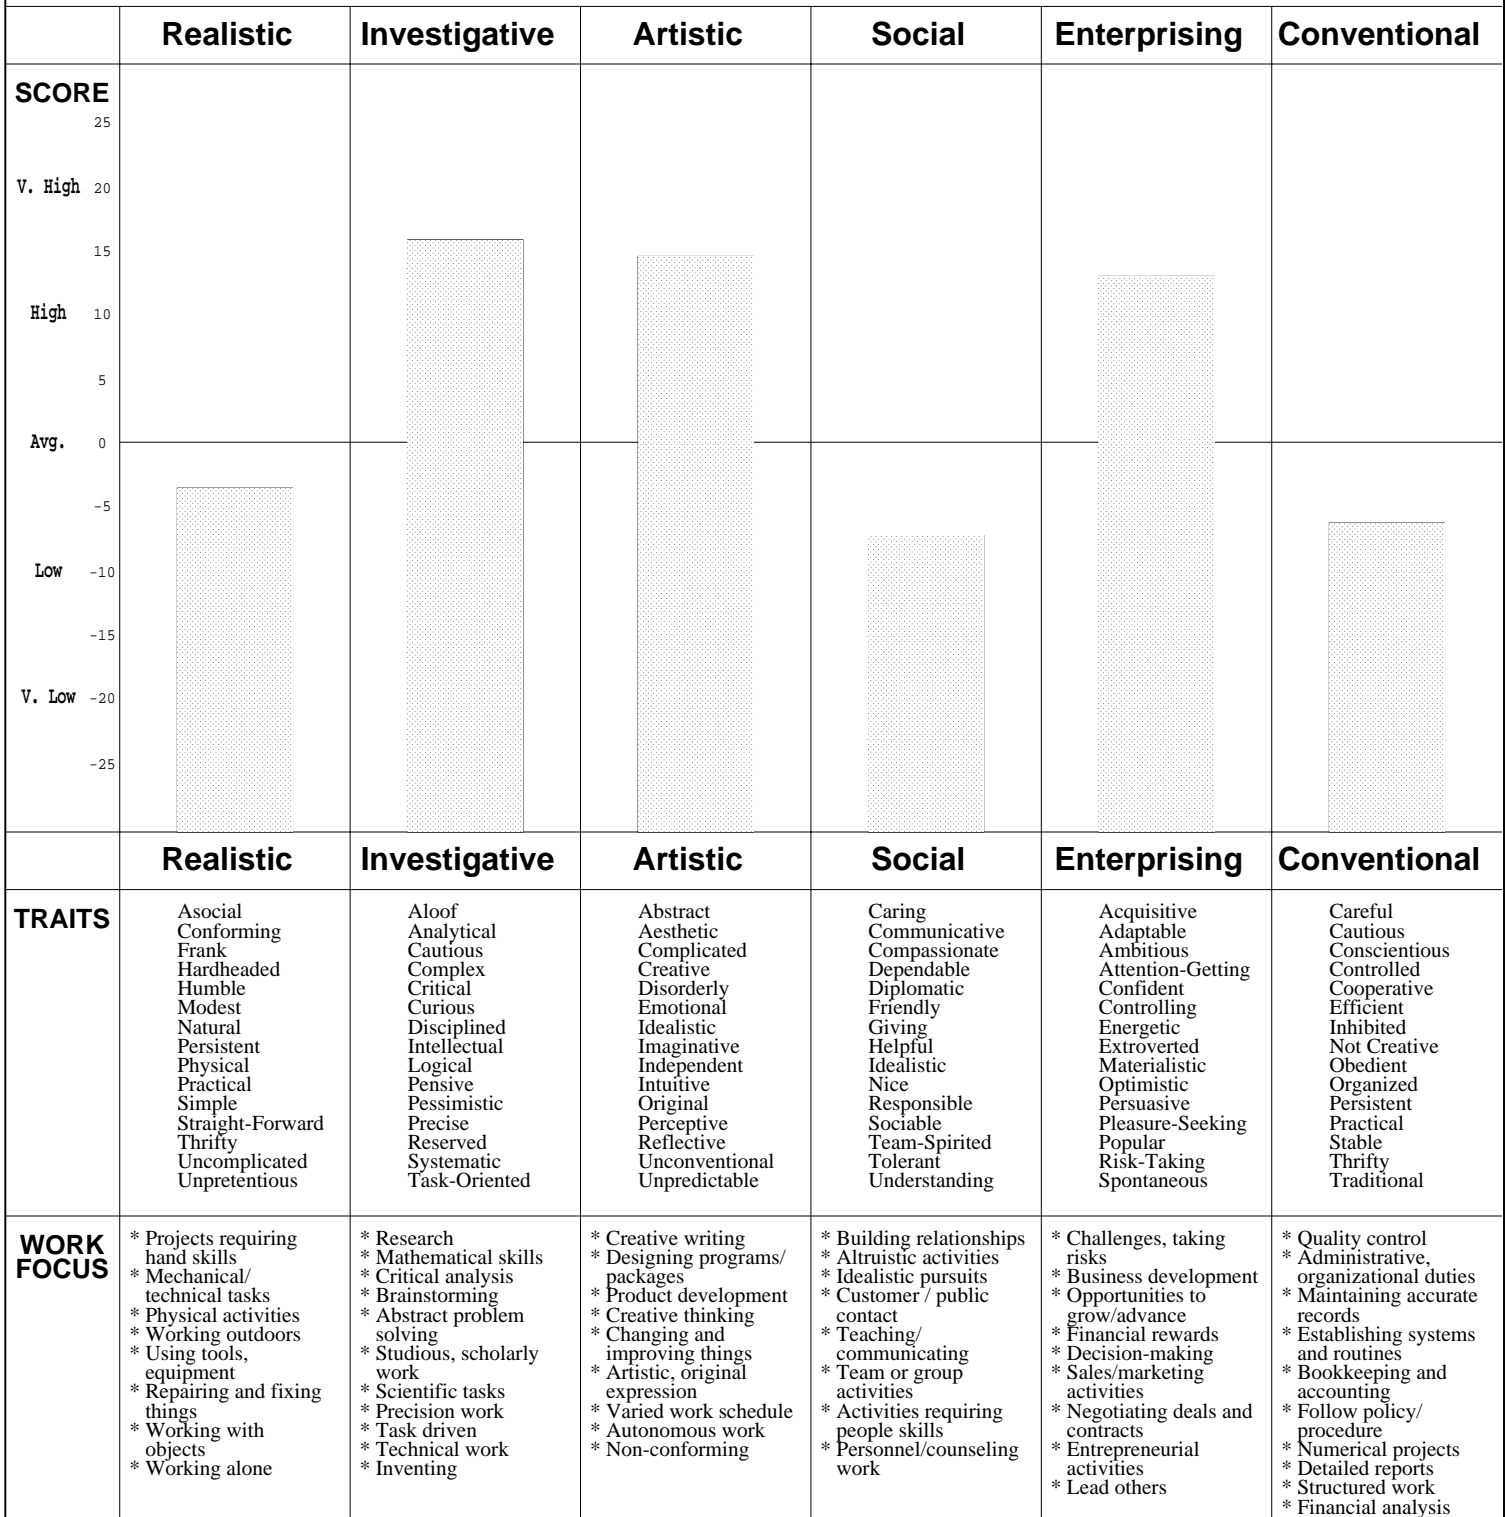 Realistic Investigative Artistic Social Enterprising Conventional
SCORE
25
V. High 20
15
High 10
5
Avg. 0
-5
Low -10
-15
V. Low -20
-25
Realistic Investigative Artistic Social Enterprising Conventional
TRAITS
Asocial
Conforming
Frank
Hardheaded
Humble
Modest
Natural
Persistent
Physical
Practical
Simple
Straight-Forward
Thrifty
Uncomplicated
Unpretentious
Aloof
Analytical
Cautious
Complex
Critical
Curious
Disciplined
Intellectual
Logical
Pensive
Pessimistic
Precise
Reserved
Systematic
Task-Oriented
Abstract
Aesthetic
Complicated
Creative
Disorderly
Emotional
Idealistic
Imaginative
Independent
Intuitive
Original
Perceptive
Reflective
Unconventional
Unpredictable
Caring
Communicative
Compassionate
Dependable
Diplomatic
Friendly
Giving
Helpful
Idealistic
Nice
Responsible
Sociable
Team-Spirited
Tolerant
Understanding
Acquisitive
Adaptable
Ambitious
Attention-Getting
Confident
Controlling
Energetic
Extroverted
Materialistic
Optimistic
Persuasive
Pleasure-Seeking
Popular
Risk-Taking
Spontaneous
Careful
Cautious
Conscientious
Controlled
Cooperative
Efficient
Inhibited
Not Creative
Obedient
Organized
Persistent
Practical
Stable
Thrifty
Traditional
WORK
FOCUS
* Projects requiring
hand skills
* Mechanical/
technical tasks
* Physical activities
* Working outdoors
* Using tools,
equipment
* Repairing and fixing
things
* Working with
objects
* Working alone
* Research
* Mathematical skills
* Critical analysis
* Brainstorming
* Abstract problem
solving
* Studious, scholarly
work
* Scientific tasks
* Precision work
* Task driven
* Technical work
* Inventing
* Creative writing
* Designing programs/
packages
* Product development
* Creative thinking
* Changing and
improving things
* Artistic, original
expression
* Varied work schedule
* Autonomous work
* Non-conforming
* Building relationships
* Altruistic activities
* Idealistic pursuits
* Customer / public
contact
* Teaching/
communicating
* Team or group
activities
* Activities requiring
people skills
* Personnel/counseling
work
* Challenges, taking
risks
* Business development
* Opportunities to
grow/advance
* Financial rewards
* Decision-making
* Sales/marketing
activities
* Negotiating deals and
contracts
* Entrepreneurial
activities
* Lead others
* Quality control
* Administrative,
organizational duties
* Maintaining accurate
records
* Establishing systems
and routines
* Bookkeeping and
accounting
* Follow policy/
procedure
* Numerical projects
* Detailed reports
* Structured work
* Financial analysis